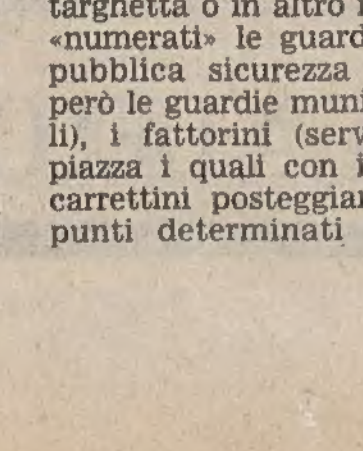 targhetta o in altro
«numerati» le guard
pubblica sicurezza
però le guardie muni
li), i fattorini (serv
piazza i quali con i
carrettini posteggia
punti determinati